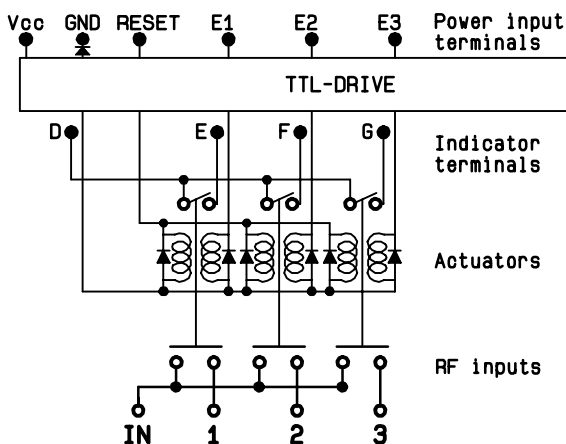 Vcc GND RESET E1 E2 E3 Power input
terminals
TTL-DRIVE
D E F G Indicator
terminals
Actuators
RF inputs
IN 1 2 3